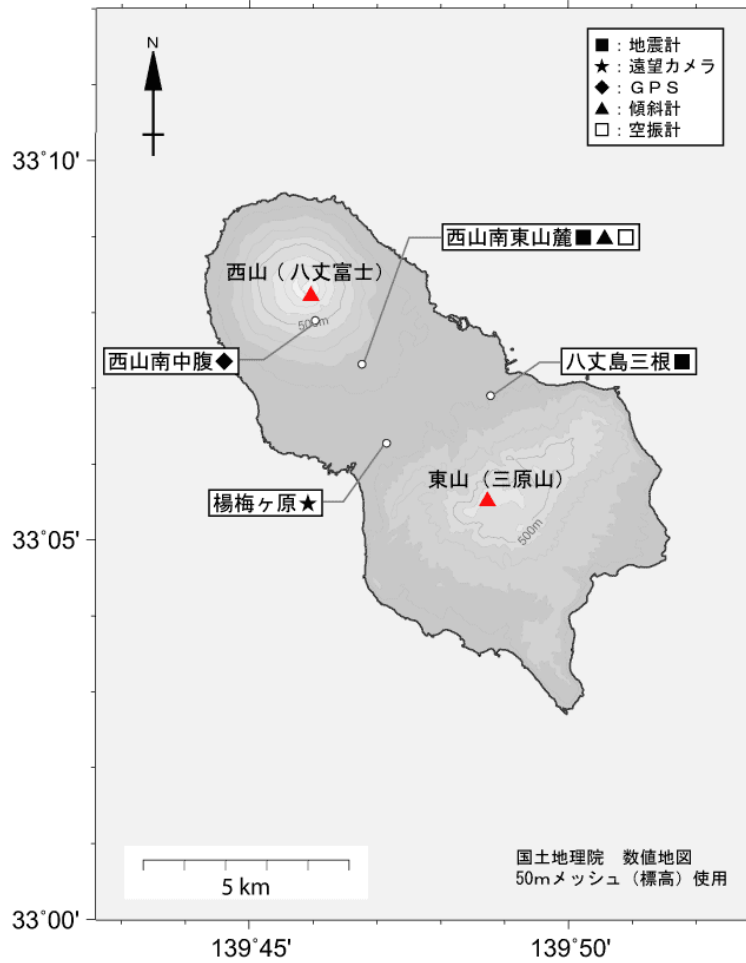 N
■：地震計
★：遠望カメラ
◆：ＧＰＳ
▲：傾斜計
□：空振計
33˚10'
西山南東山麓■▲□
西山（八丈富士）
500m
西山南中腹◆
八丈島三根■
東山（三原山）
楊梅ヶ原★
500m
33˚05'
5 km
国土地理院　数値地図
50mメッシュ（標高）使用
33˚00'
139˚45'
139˚50'